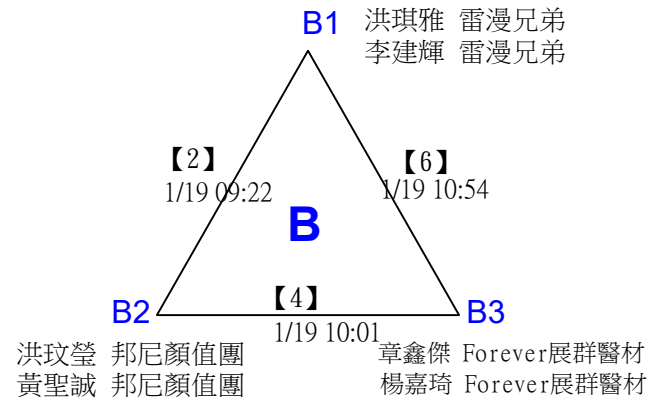 B1 洪琪雅 雷漫兄弟
李建輝 雷漫兄弟
【2】
1/19 09:22
【6】
1/19 10:54
B
B2
【4】
1/19 10:01
B3
洪玟瑩 邦尼顏值團
黃聖誠 邦尼顏值團
章鑫傑 Forever展群醫材
楊嘉琦 Forever展群醫材